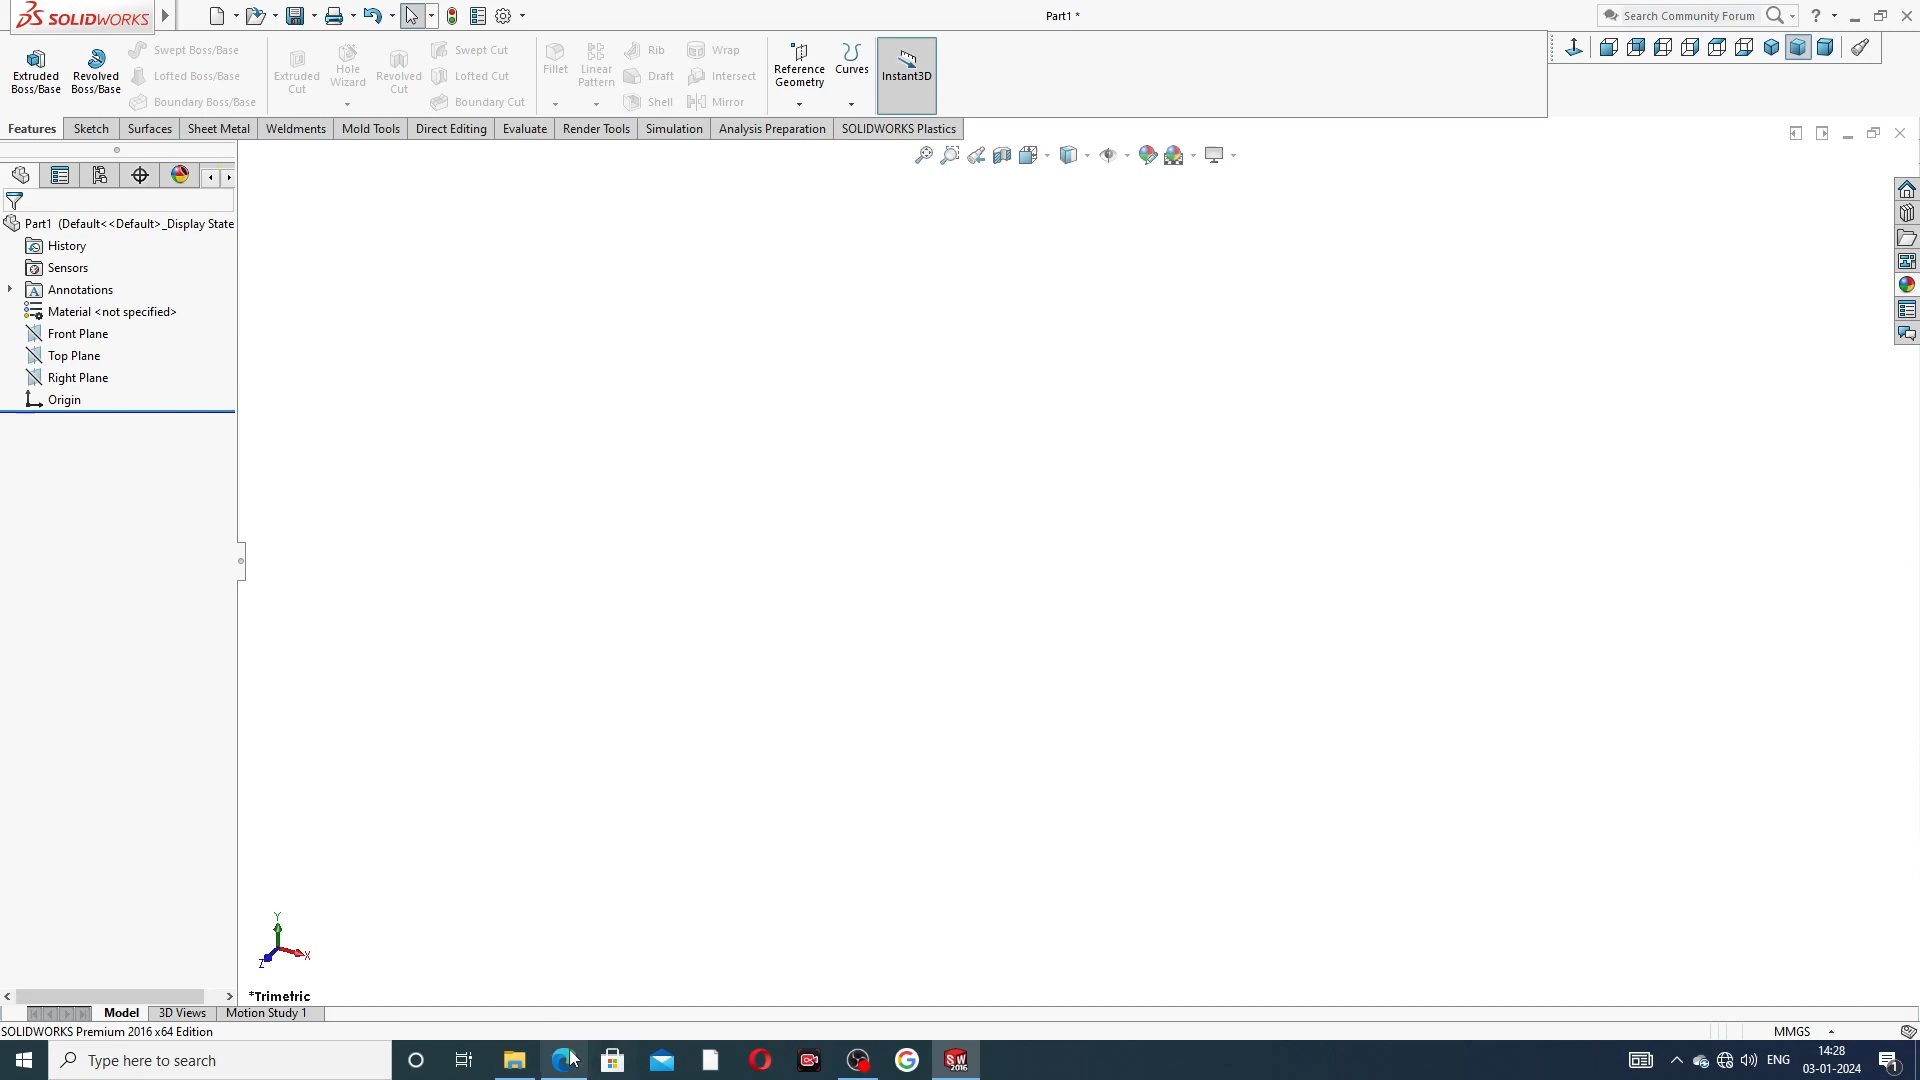 SOLIDWORKS
Part1 *
Search Community Forum
?
Extruded Boss/Base
Revolved Boss/Base
Swept Boss/Base
Lofted Boss/Base
Boundary Boss/Base
Extruded Cut
Hole Wizard
Revolved Cut
Swept Cut
Lofted Cut
Boundary Cut
Fillet
Linear Pattern
Rib
Draft
Shell
Wrap
Intersect
Mirror
Reference Geometry
Curves
Instant3D
Features
Sketch
Surfaces
Sheet Metal
Weldments
Mold Tools
Direct Editing
Evaluate
Render Tools
Simulation
Analysis Preparation
SOLIDWORKS Plastics
Part1 (Default<<Default>_Display State
History
Sensors
Annotations
Material <not specified>
Front Plane
Top Plane
Right Plane
Origin
Y
X
Z
*Trimetric
Model
3D Views
Motion Study 1
SOLIDWORKS Premium 2016 x64 Edition
MMGS
Type here to search
SW
2016
ENG
14:28
03-01-2024
1